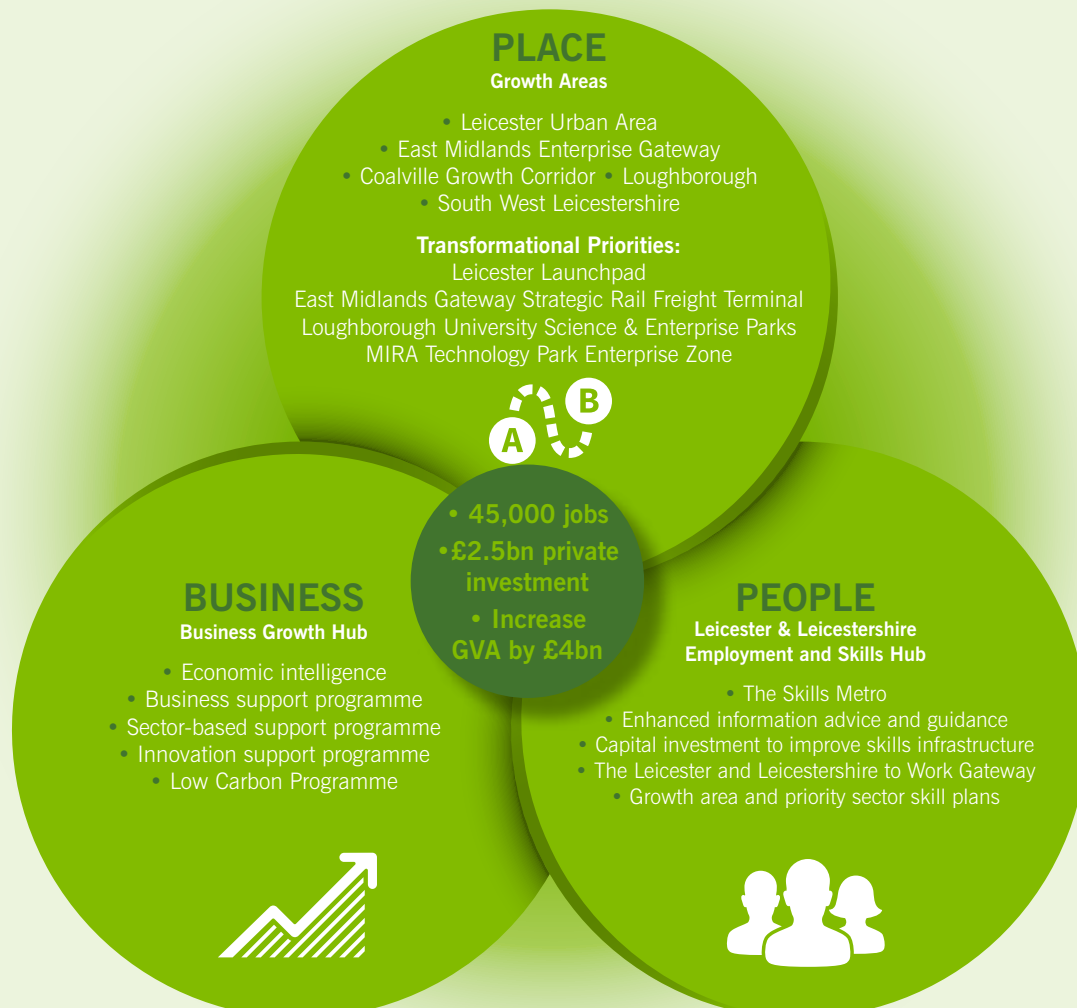 PLACE
Growth Areas
• Leicester Urban Area
• East Midlands Enterprise Gateway
• Coalville Growth Corridor • Loughborough
• South West Leicestershire
Transformational Priorities:
Leicester Launchpad
East Midlands Gateway Strategic Rail Freight Terminal
Loughborough University Science & Enterprise Parks
MIRA Technology Park Enterprise Zone
A
B
• 45,000 jobs
• £2.5bn private
investment
• Increase
GVA by £4bn
BUSINESS
Business Growth Hub
• Economic intelligence
• Business support programme
• Sector-based support programme
• Innovation support programme
• Low Carbon Programme
PEOPLE
Leicester & Leicestershire
Employment and Skills Hub
• The Skills Metro
• Enhanced information advice and guidance
• Capital investment to improve skills infrastructure
• The Leicester and Leicestershire to Work Gateway
• Growth area and priority sector skill plans